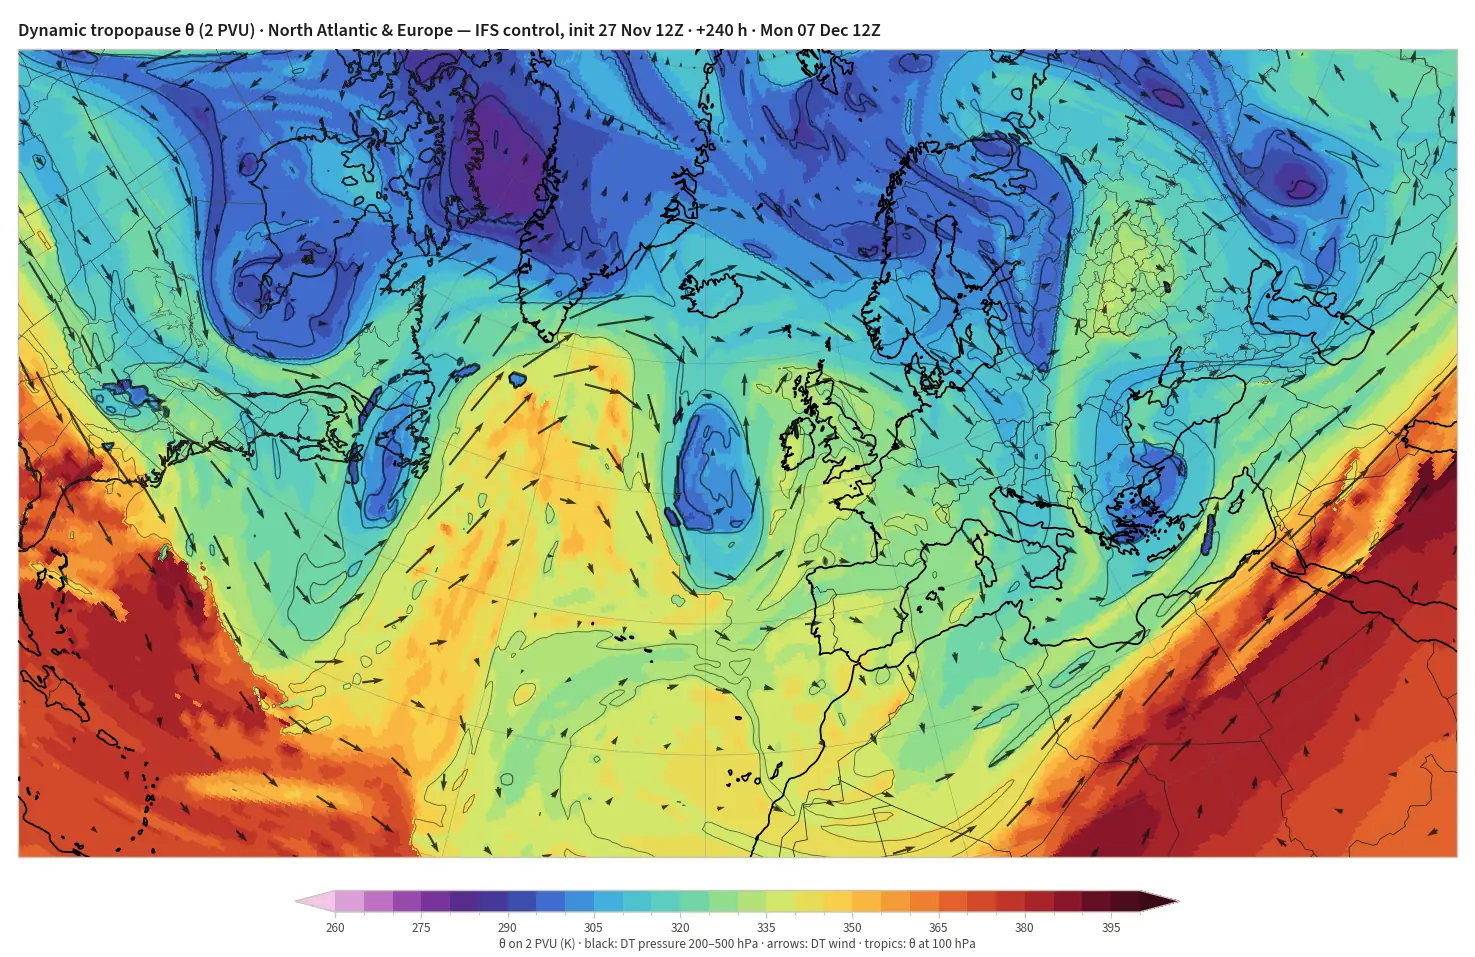 Dynamic tropopause θ (2 PVU) · North Atlantic & Europe — IFS control, init 27 Nov 12Z · +240 h · Mon 07 Dec 12Z
260 275 290 305 320 335 350 365 380 395
θ on 2 PVU (K) · black: DT pressure 200–500 hPa · arrows: DT wind · tropics: θ at 100 hPa